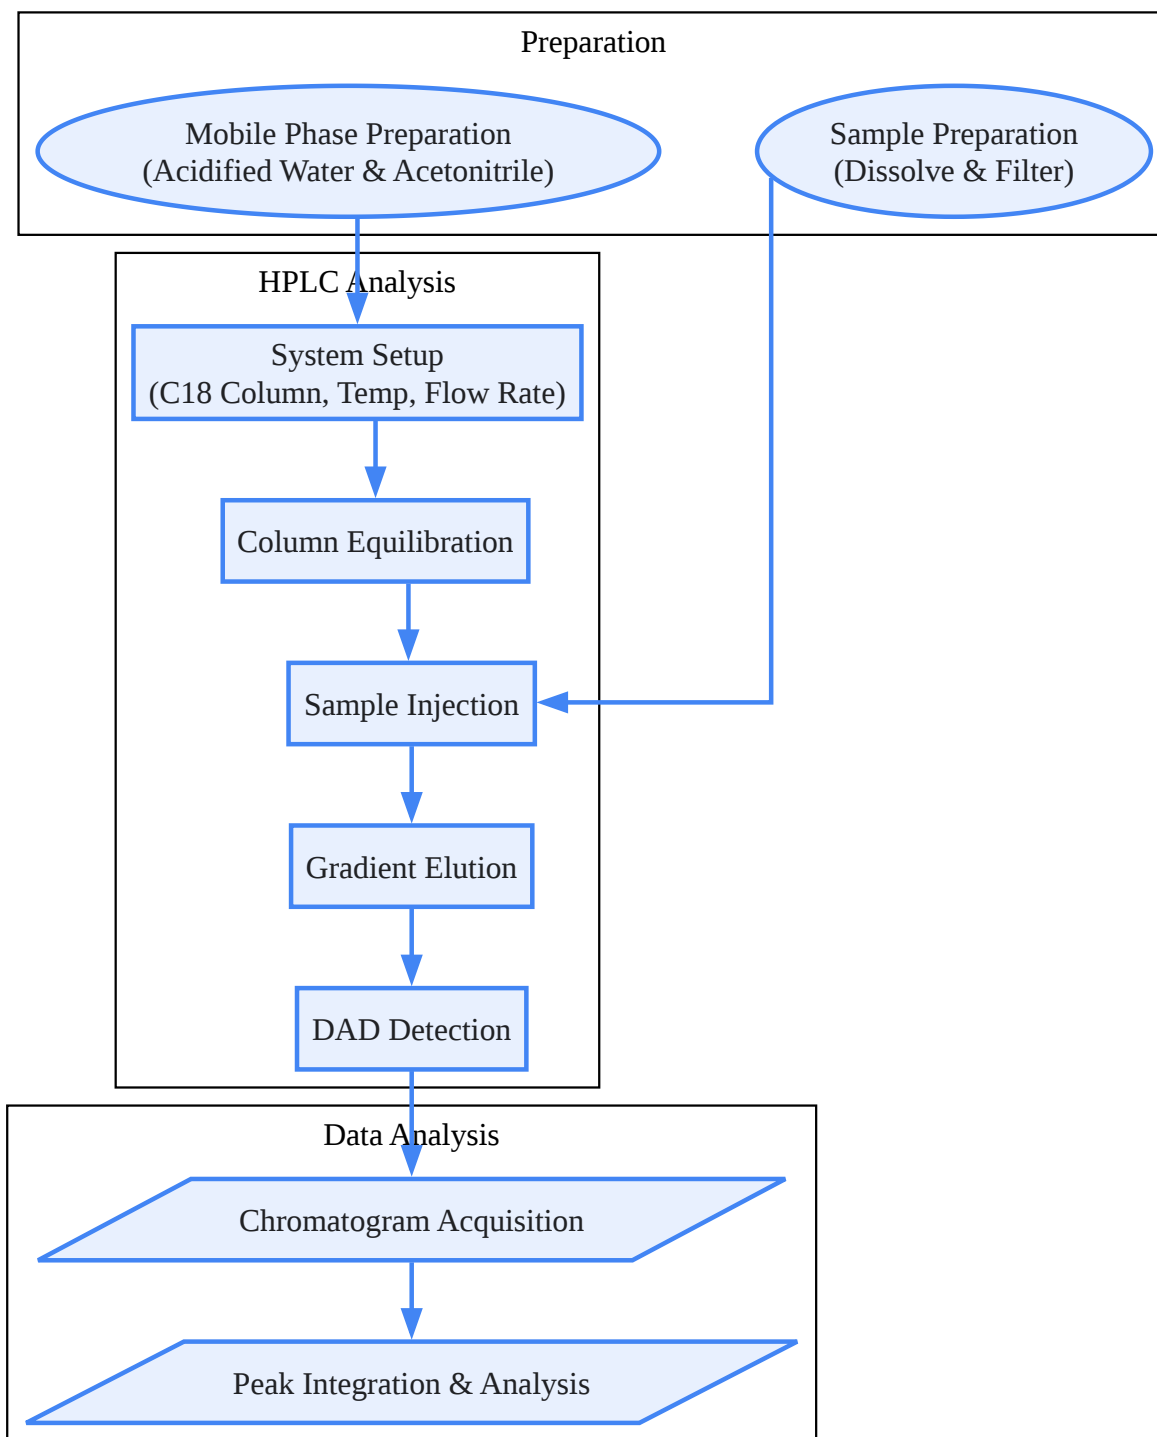 Preparation
Mobile Phase Preparation
(Acidified Water & Acetonitrile)
Sample Preparation
(Dissolve & Filter)
HPLC Analysis
System Setup
(C18 Column, Temp, Flow Rate)
Column Equilibration
Sample Injection
Gradient Elution
DAD Detection
Data Analysis
Chromatogram Acquisition
Peak Integration & Analysis